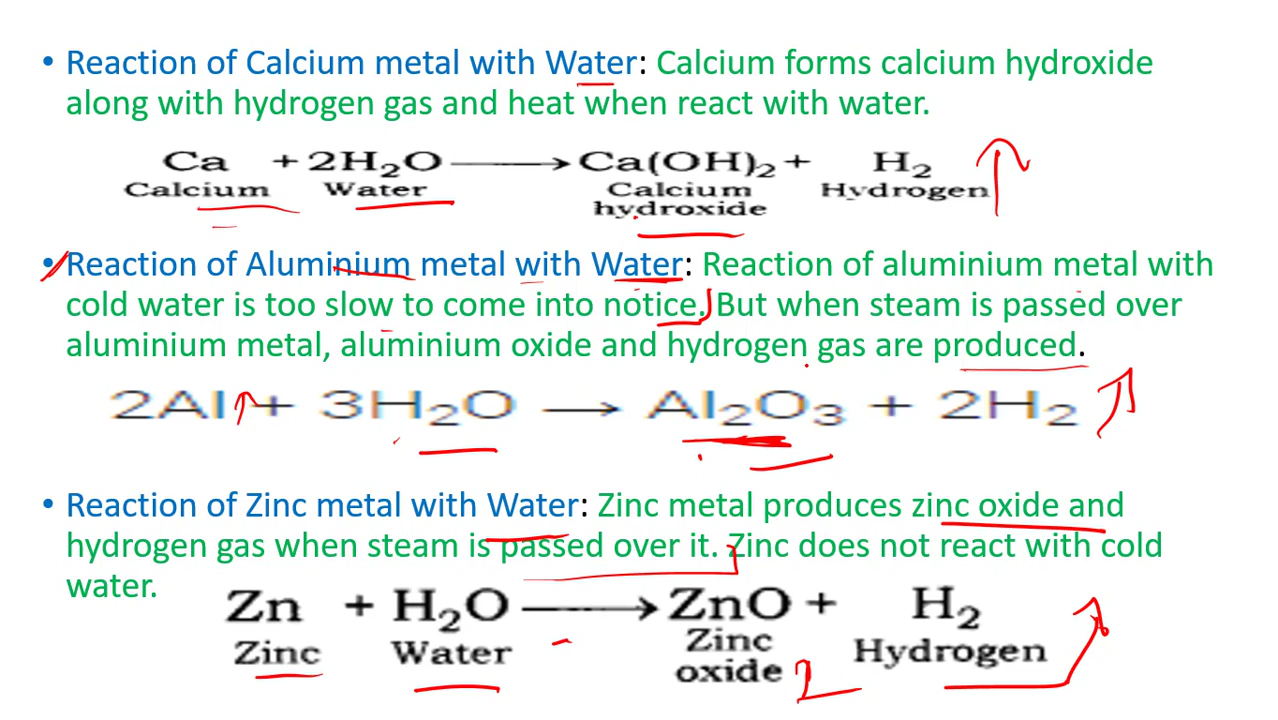 • Reaction of Calcium metal with Water: Calcium forms calcium hydroxide
along with hydrogen gas and heat when react with water.
Ca + 2H₂O ⟶ Ca(OH)₂ + H₂
Calcium Water Calcium Hydrogen
hydroxide
• Reaction of Aluminium metal with Water: Reaction of aluminium metal with
cold water is too slow to come into notice. But when steam is passed over
aluminium metal, aluminium oxide and hydrogen gas are produced.
2Al + 3H₂O → Al₂O₃ + 2H₂
• Reaction of Zinc metal with Water: Zinc metal produces zinc oxide and
hydrogen gas when steam is passed over it. Zinc does not react with cold
water.
Zn + H₂O ⟶ ZnO + H₂
Zinc Water Zinc Hydrogen
oxide